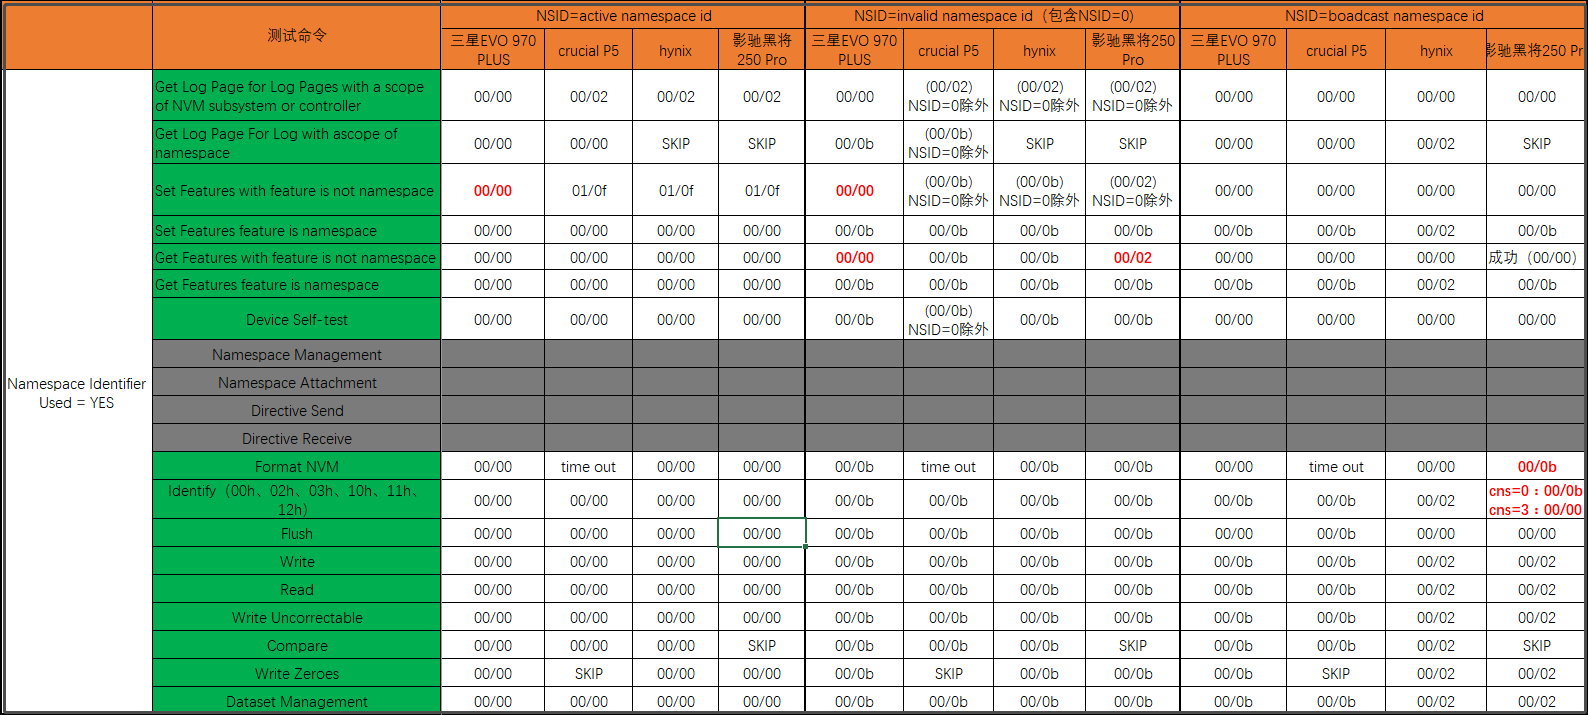 测试命令
NSID=active namespace id
NSID=invalid namespace id（包含NSID=0)
NSID=boadcast namespace id
三星EVO 970
PLUS
crucial P5
hynix
影驰黑将
250 Pro
三星EVO 970
PLUS
crucial P5
hynix
影驰黑将250
Pro
三星EVO 970
PLUS
crucial P5
hynix
影驰黑将250 Pr
Namespace Identifier
Used = YES
Get Log Page for Log Pages with a scope
of NVM subsystem or controller
00/00
00/02
00/02
00/02
00/00
(00/02)
NSID=0除外
(00/02)
NSID=0除外
(00/02)
NSID=0除外
00/00
00/00
00/00
00/00
Get Log Page For Log with ascope of
namespace
00/00
00/00
SKIP
SKIP
00/0b
(00/0b)
NSID=0除外
SKIP
SKIP
00/00
00/00
00/02
SKIP
Set Features with feature is not namespace
00/00
01/0f
01/0f
01/0f
00/00
(00/0b)
NSID=0除外
(00/0b)
NSID=0除外
(00/02)
NSID=0除外
00/00
00/00
00/00
00/00
Set Features feature is namespace
00/00
00/00
00/00
00/00
00/0b
00/0b
00/0b
00/0b
00/0b
00/0b
00/02
00/0b
Get Features with feature is not namespace
00/00
00/00
00/00
00/00
00/00
00/0b
00/0b
00/02
00/00
00/00
00/00
成功（00/00）
Get Features feature is namespace
00/00
00/00
00/00
00/00
00/0b
00/0b
00/0b
00/0b
00/0b
00/0b
00/02
00/0b
Device Self-test
00/00
00/00
00/00
00/00
00/0b
(00/0b)
NSID=0除外
00/0b
00/0b
00/00
00/00
00/00
00/00
Namespace Management
Namespace Attachment
Directive Send
Directive Receive
Format NVM
00/00
time out
00/00
00/00
00/0b
time out
00/0b
00/0b
00/00
time out
00/00
00/0b
Identify（00h、02h、03h、10h、11h、
12h）
00/00
00/00
00/00
00/00
00/0b
00/0b
00/0b
00/0b
00/0b
00/0b
00/02
cns=0：00/0b
cns=3：00/00
Flush
00/00
00/00
00/00
00/00
00/0b
00/0b
00/0b
00/0b
00/00
00/0b
00/00
00/00
Write
00/00
00/00
00/00
00/00
00/0b
00/0b
00/0b
00/0b
00/0b
00/0b
00/02
00/02
Read
00/00
00/00
00/00
00/00
00/0b
00/0b
00/0b
00/0b
00/0b
00/0b
00/02
00/02
Write Uncorrectable
00/00
00/00
00/00
00/00
00/0b
00/0b
00/0b
00/0b
00/0b
00/0b
00/02
00/02
Compare
00/00
00/00
00/00
SKIP
00/0b
00/0b
00/0b
SKIP
00/0b
00/0b
00/02
SKIP
Write Zeroes
00/00
SKIP
00/00
00/00
00/0b
SKIP
00/0b
00/0b
00/0b
SKIP
00/02
00/02
Dataset Management
00/00
00/00
00/00
00/00
00/0b
00/0b
00/0b
00/0b
00/0b
00/0b
00/02
00/02